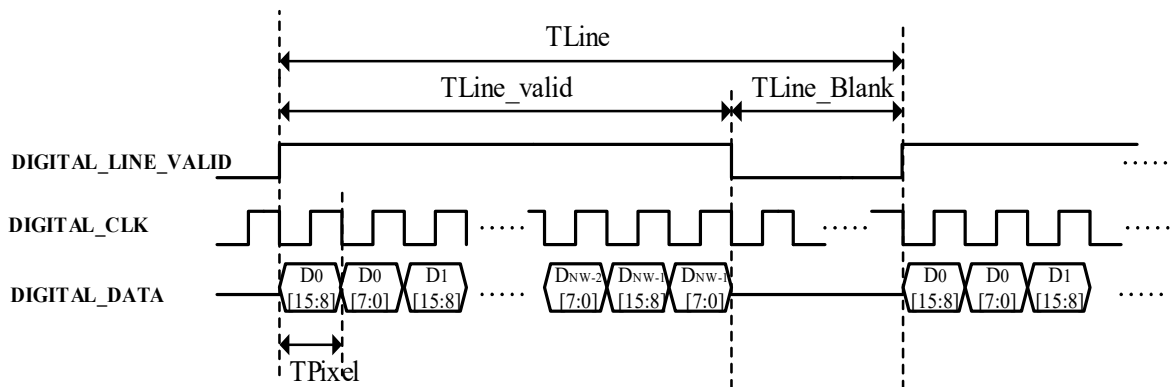 TLine
TLine_valid TLine_Blank
DIGITAL_LINE_VALID ·····
DIGITAL_CLK ····· ····· ·····
DIGITAL_DATA
D0 D0 D1 DNW-2 DNW-1 DNW-1 D0 D0 D1
[15:8] [7:0] [15:8] ····· [7:0] [15:8] [7:0] [15:8] [7:0] [15:8] ·····
TPixel